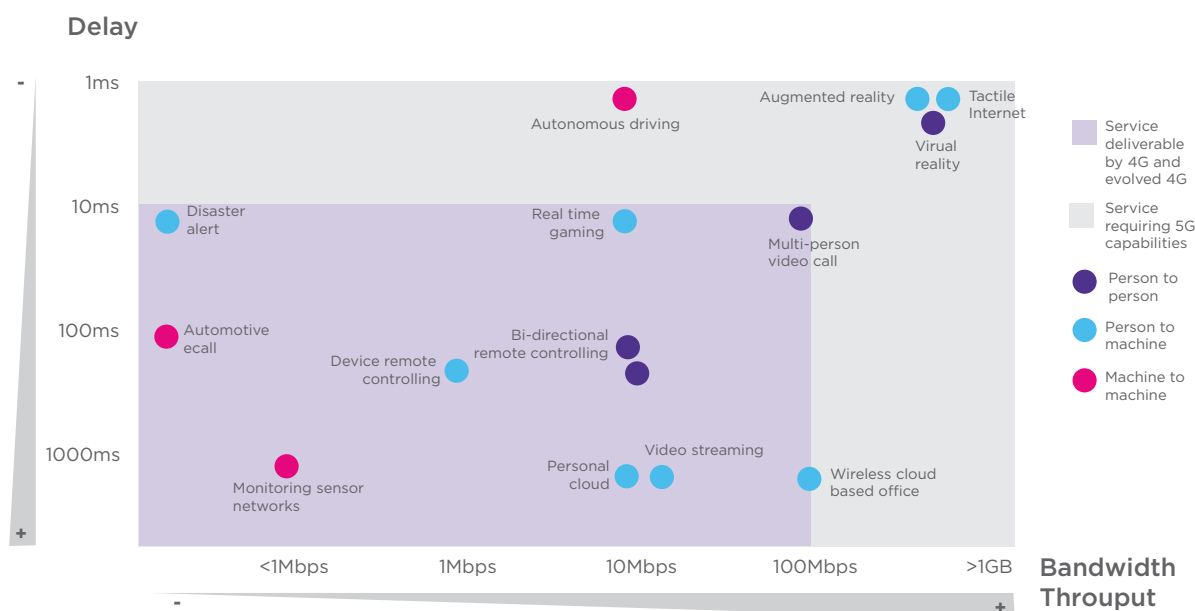 Delay
-
1ms
10ms
100ms
1000ms
+
Autonomous driving
Augmented reality
Tactile
Internet
Virual
reality
Disaster
alert
Real time
gaming
Multi-person
video call
Automotive
ecall
Device remote
controlling
Bi-directional
remote controlling
Monitoring sensor
networks
Personal
cloud
Video streaming
Wireless cloud
based office
<1Mbps
1Mbps
10Mbps
100Mbps
>1GB
-
+
Bandwidth
Throuput
Service
deliverable
by 4G and
evolved 4G
Service
requiring 5G
capabilities
Person to
person
Person to
machine
Machine to
machine